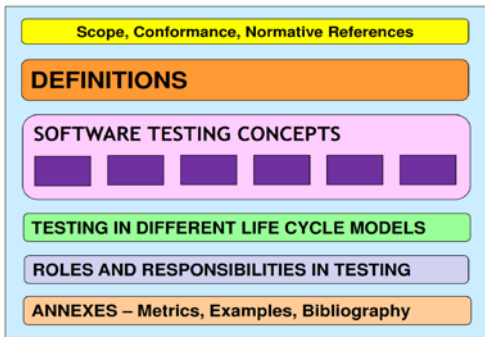 Scope, Conformance, Normative References
DEFINITIONS
SOFTWARE TESTING CONCEPTS
TESTING IN DIFFERENT LIFE CYCLE MODELS
ROLES AND RESPONSIBILITIES IN TESTING
ANNEXES – Metrics, Examples, Bibliography